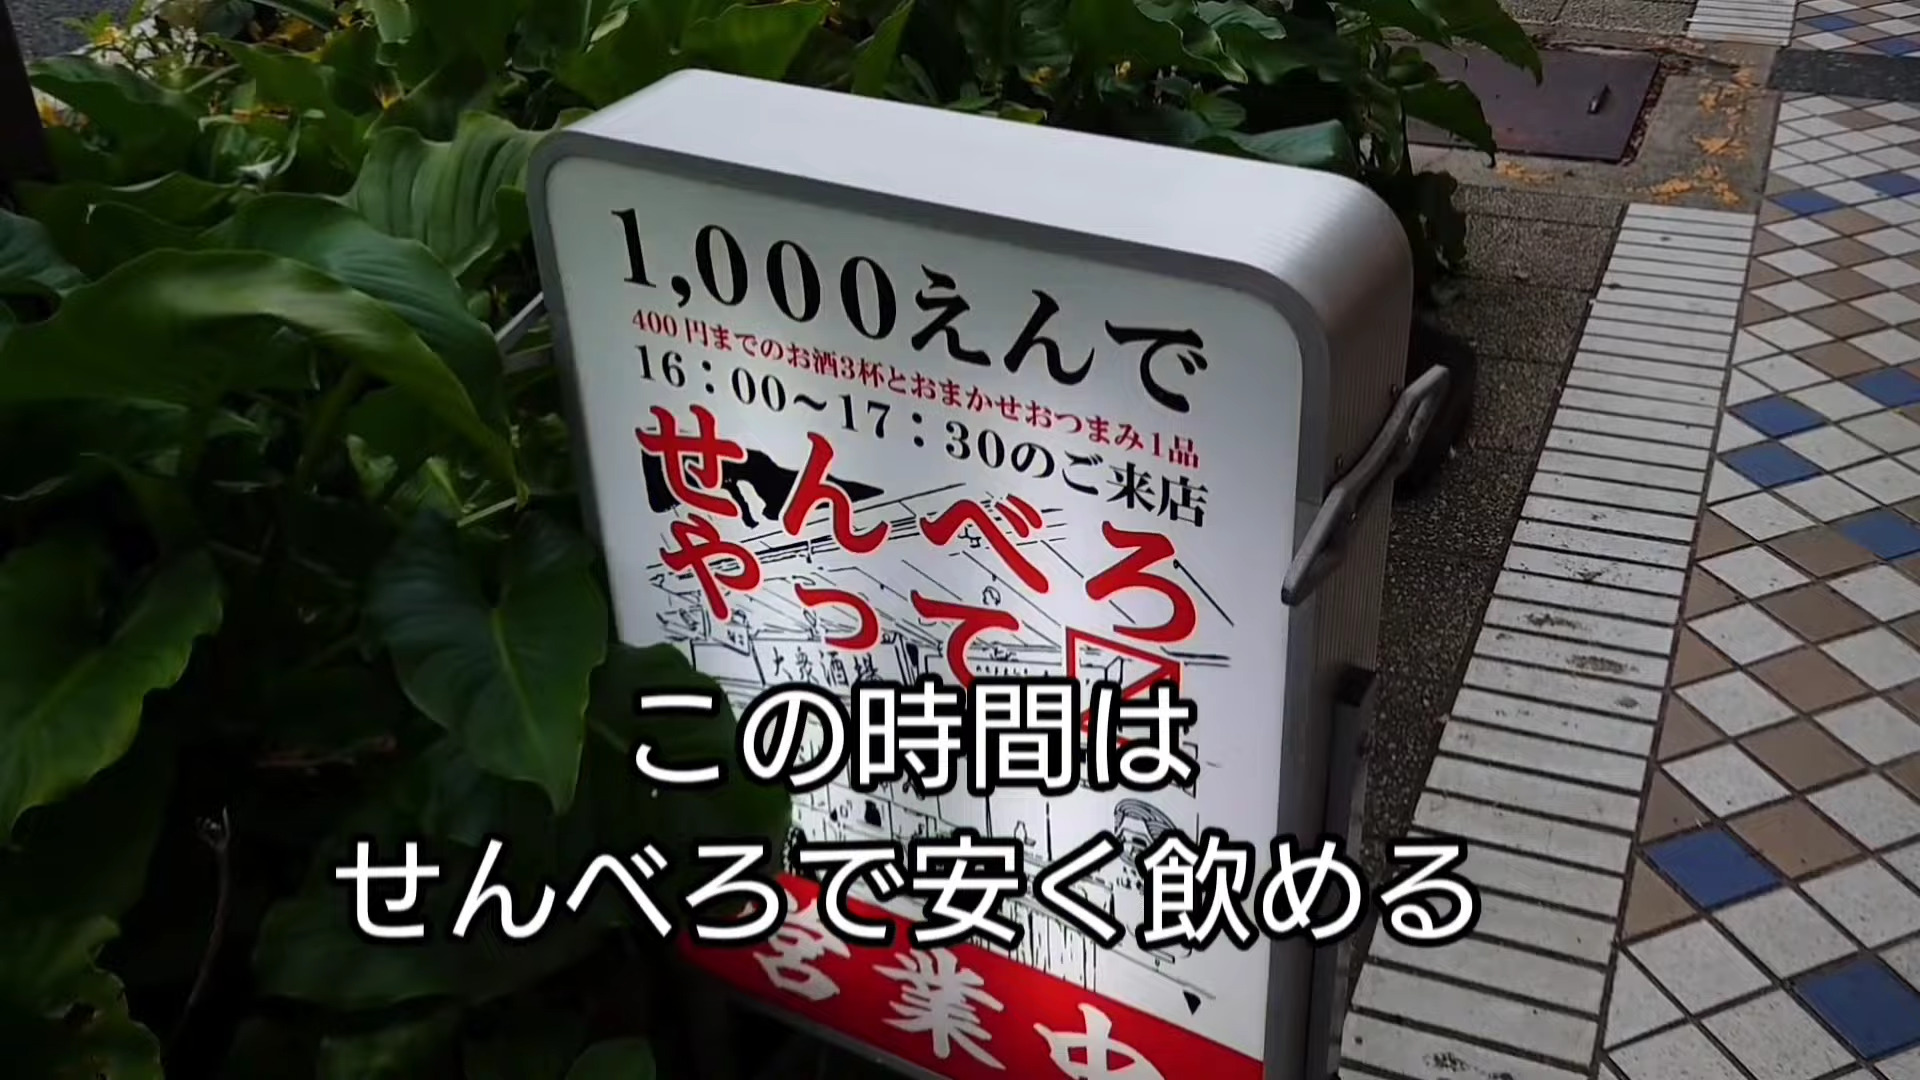 1,000えんで
400円までのお酒3杯とおまかせおつまみ1品
16：00~17：30のご来店
せんべろ
やって
大衆酒場
この時間は
せんべろで安く飲める
営業中